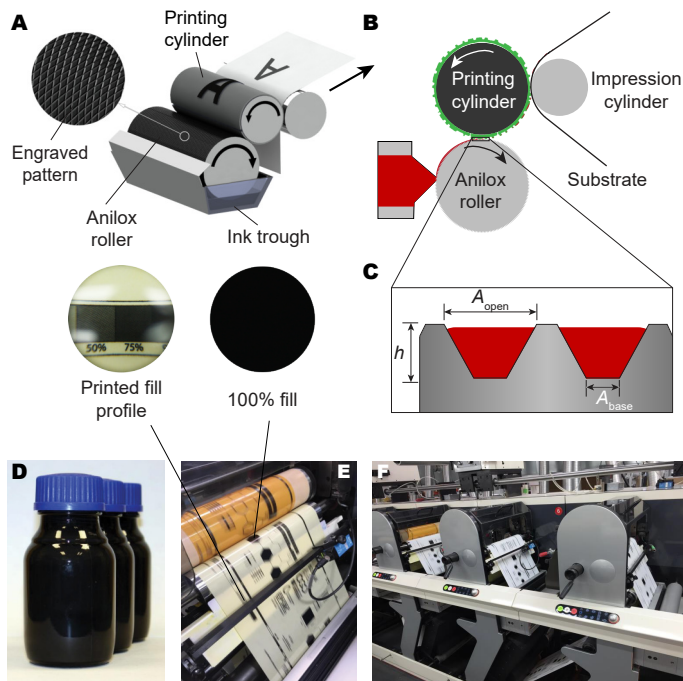 A
Printing
cylinder
Engraved
pattern
Anilox
roller
Ink trough
A
B
Printing
cylinder
Impression
cylinder
Anilox
roller
Substrate
C
A open
h
A base
50% 75%
Printed fill
profile
100% fill
D
E
F
6